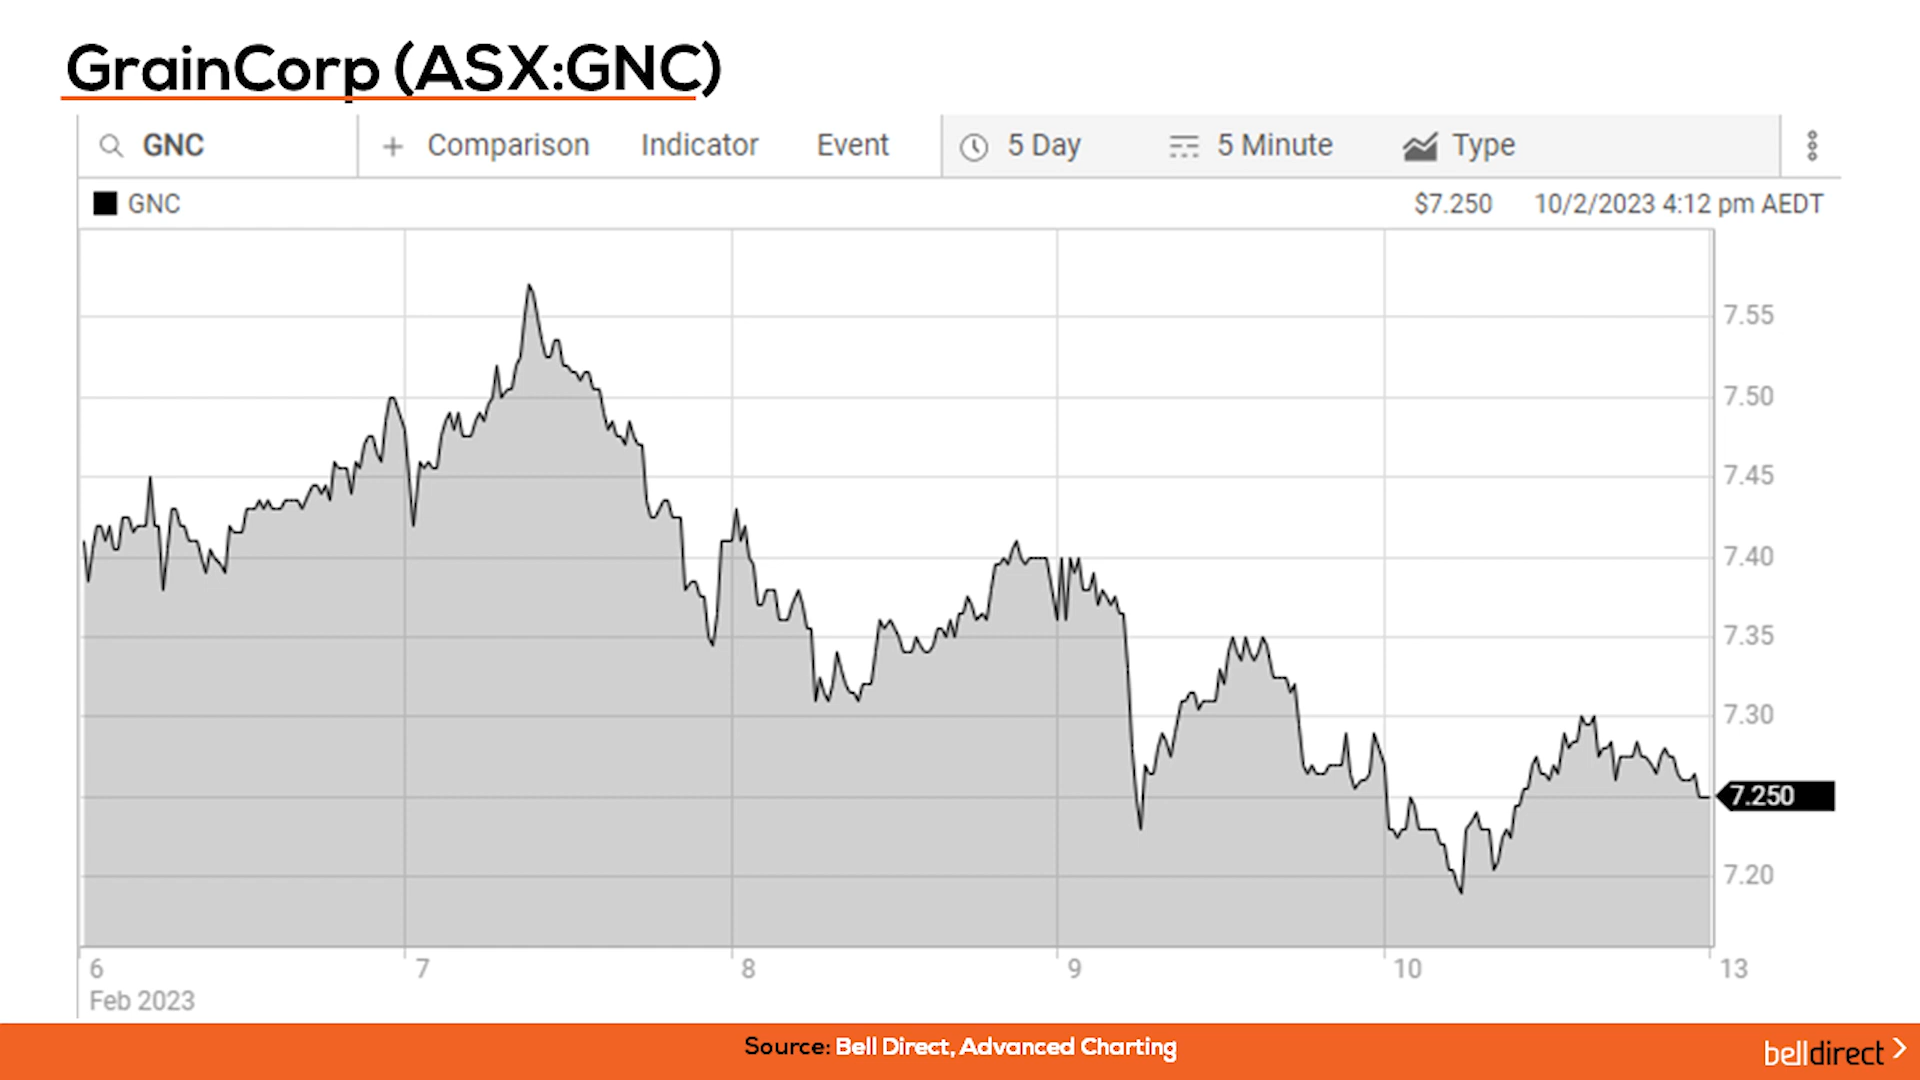 GrainCorp (ASX:GNC)
GNC + Comparison Indicator Event 5 Day 5 Minute Type
GNC $7.250 10/2/2023 4:12 pm AEDT
7.55
7.50
7.45
7.40
7.35
7.30
7.250
7.20
6 7 8 9 10 13
Feb 2023
Source: Bell Direct, Advanced Charting
belldirect